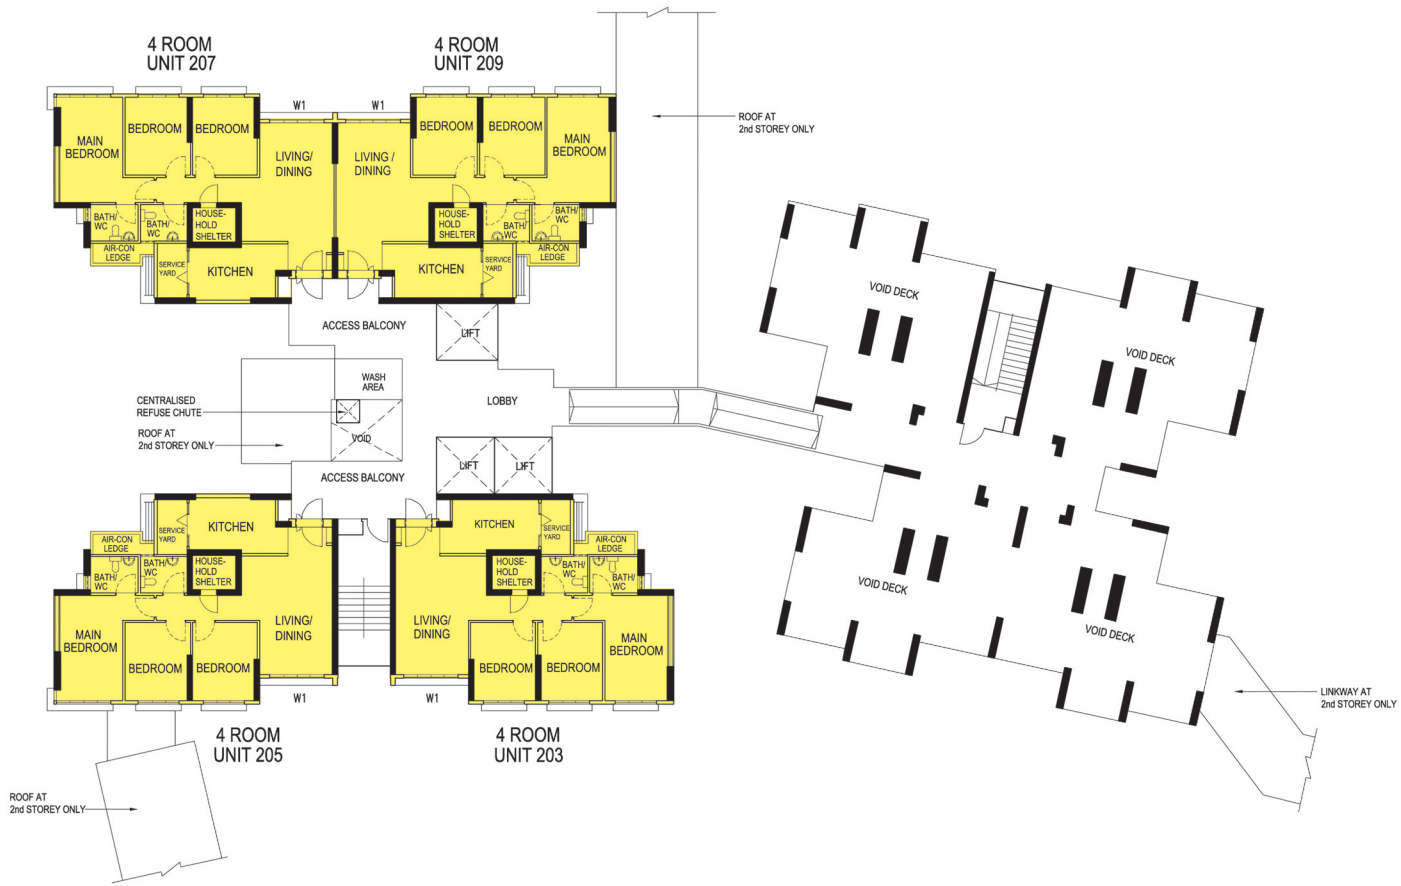 4 ROOM
UNIT 207
4 ROOM
UNIT 209
W1
W1
ROOF AT
2nd STOREY ONLY
MAIN
BEDROOM
BEDROOM
BEDROOM
LIVING/
DINING
LIVING /
DINING
BEDROOM
BEDROOM
MAIN
BEDROOM
BATH/
WC
BATH/
WC
HOUSE-
HOLD
SHELTER
HOUSE-
HOLD
SHELTER
BATH/
WC
BATH/
WC
AIR-CON
LEDGE
SERVICE
YARD
KITCHEN
KITCHEN
SERVICE
YARD
AIR-CON
LEDGE
ACCESS BALCONY
LIFT
VOID DECK
VOID DECK
WASH
AREA
CENTRALISED
REFUSE CHUTE
LOBBY
ROOF AT
2nd STOREY ONLY
VOID
LIFT
LIFT
ACCESS BALCONY
AIR-CON
LEDGE
SERVICE
YARD
KITCHEN
KITCHEN
SERVICE
YARD
AIR-CON
LEDGE
BATH/
WC
BATH/
WC
HOUSE-
HOLD
SHELTER
HOUSE-
HOLD
SHELTER
BATH/
WC
BATH/
WC
VOID DECK
VOID DECK
MAIN
BEDROOM
BEDROOM
BEDROOM
LIVING/
DINING
LIVING/
DINING
BEDROOM
BEDROOM
MAIN
BEDROOM
W1
W1
LINKWAY AT
2nd STOREY ONLY
4 ROOM
UNIT 205
4 ROOM
UNIT 203
ROOF AT
2nd STOREY ONLY